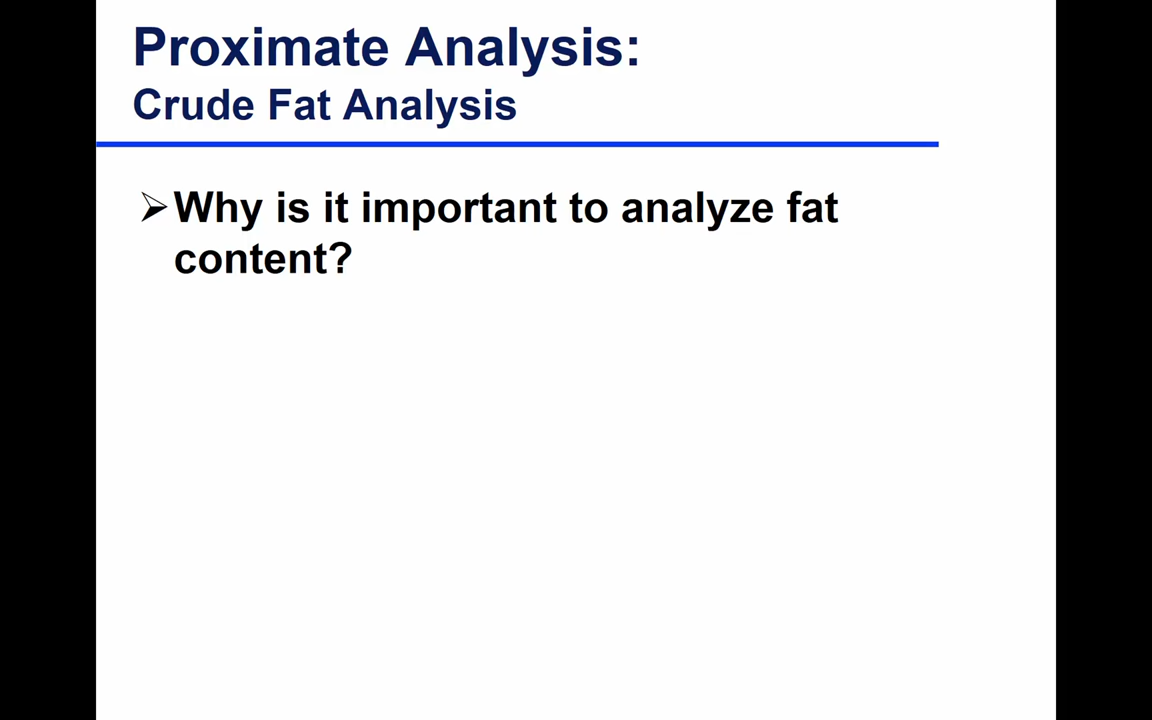 Proximate Analysis:
Crude Fat Analysis
Why is it important to analyze fat
content?